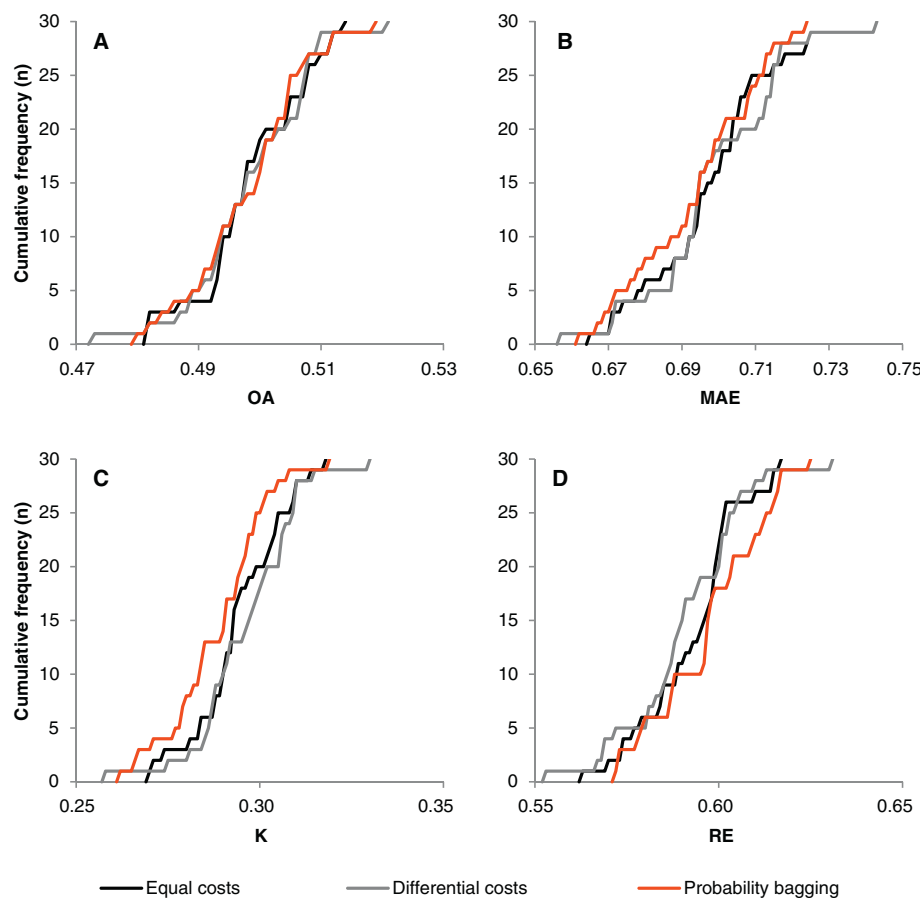 A
B
Cumulative frequency (n)
30
25
20
15
10
5
0
0.47 0.49 0.51 0.53
OA
30
25
20
15
10
5
0
0.65 0.67 0.69 0.71 0.73 0.75
MAE
C
D
Cumulative frequency (n)
30
25
20
15
10
5
0
0.25 0.30 0.35
K
30
25
20
15
10
5
0
0.55 0.60 0.65
RE
Equal costs Differential costs Probability bagging